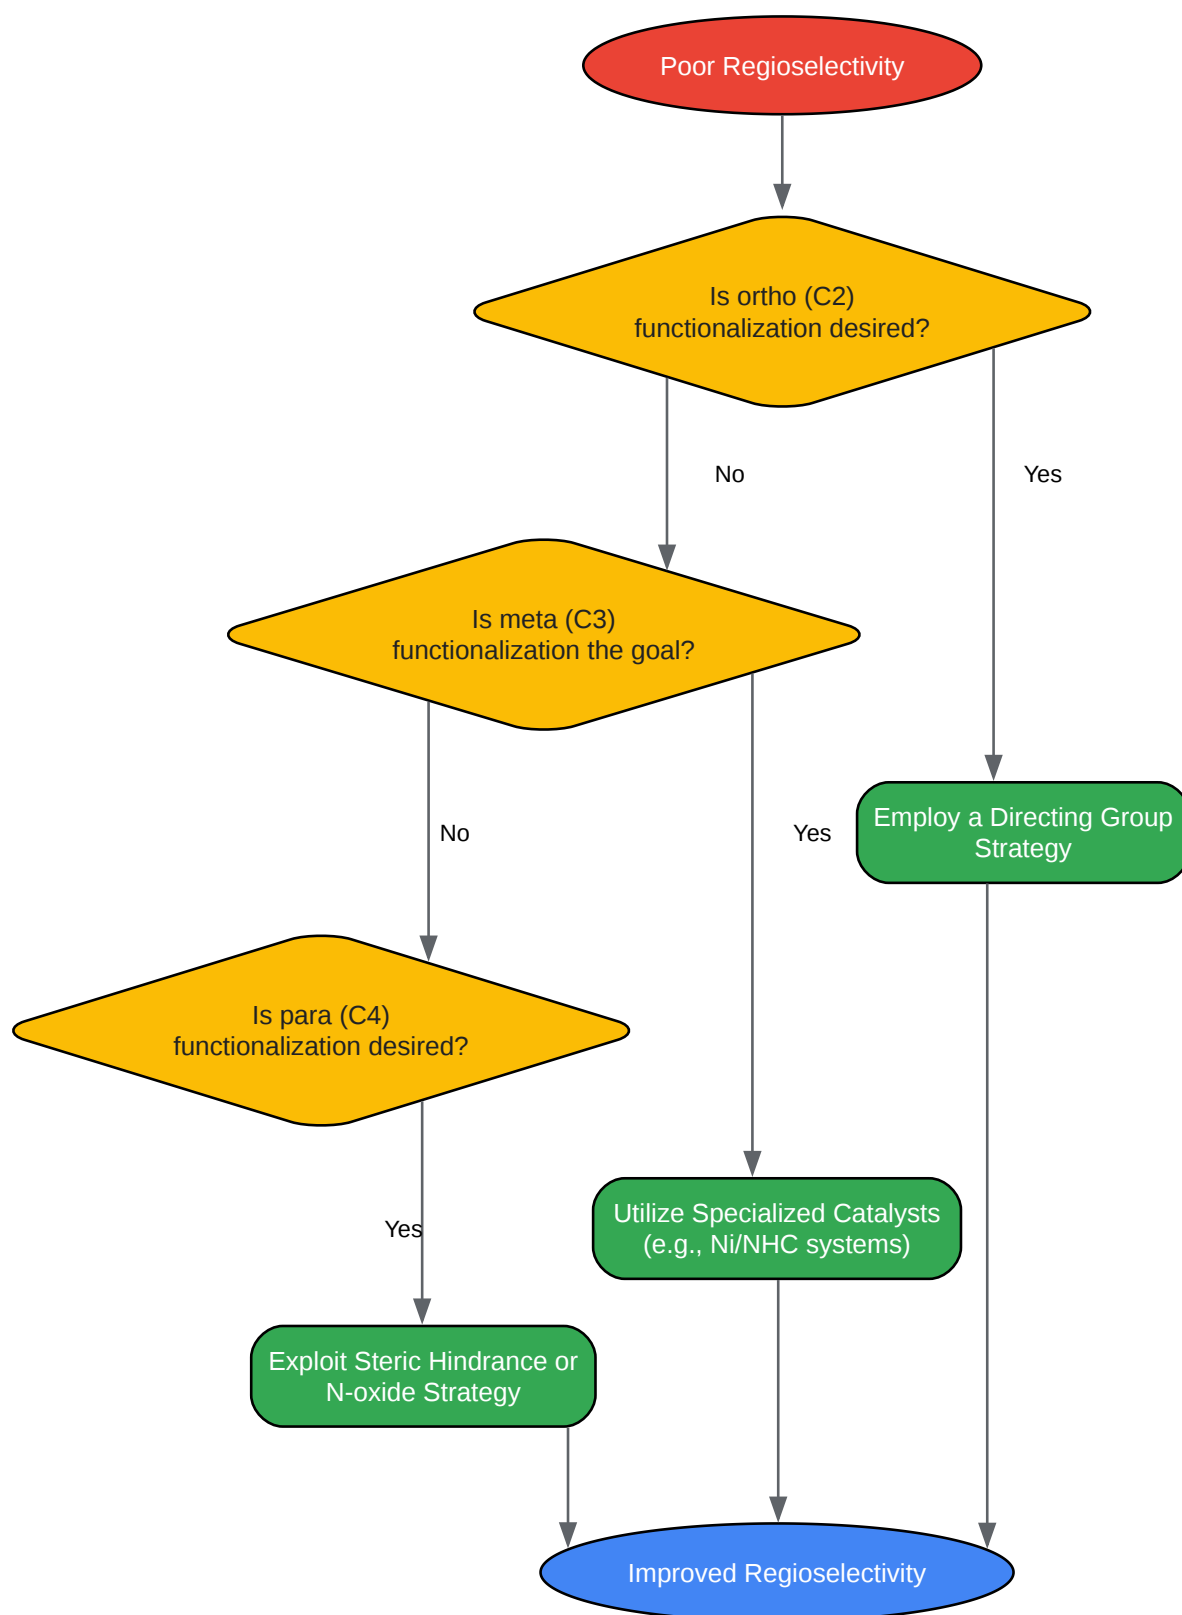 Poor Regioselectivity
Is ortho (C2)
functionalization desired?
No
Yes
Is meta (C3)
functionalization the goal?
Employ a Directing Group
Strategy
No
Yes
Is para (C4)
functionalization desired?
Utilize Specialized Catalysts
(e.g., Ni/NHC systems)
Yes
Exploit Steric Hindrance or
N-oxide Strategy
Improved Regioselectivity